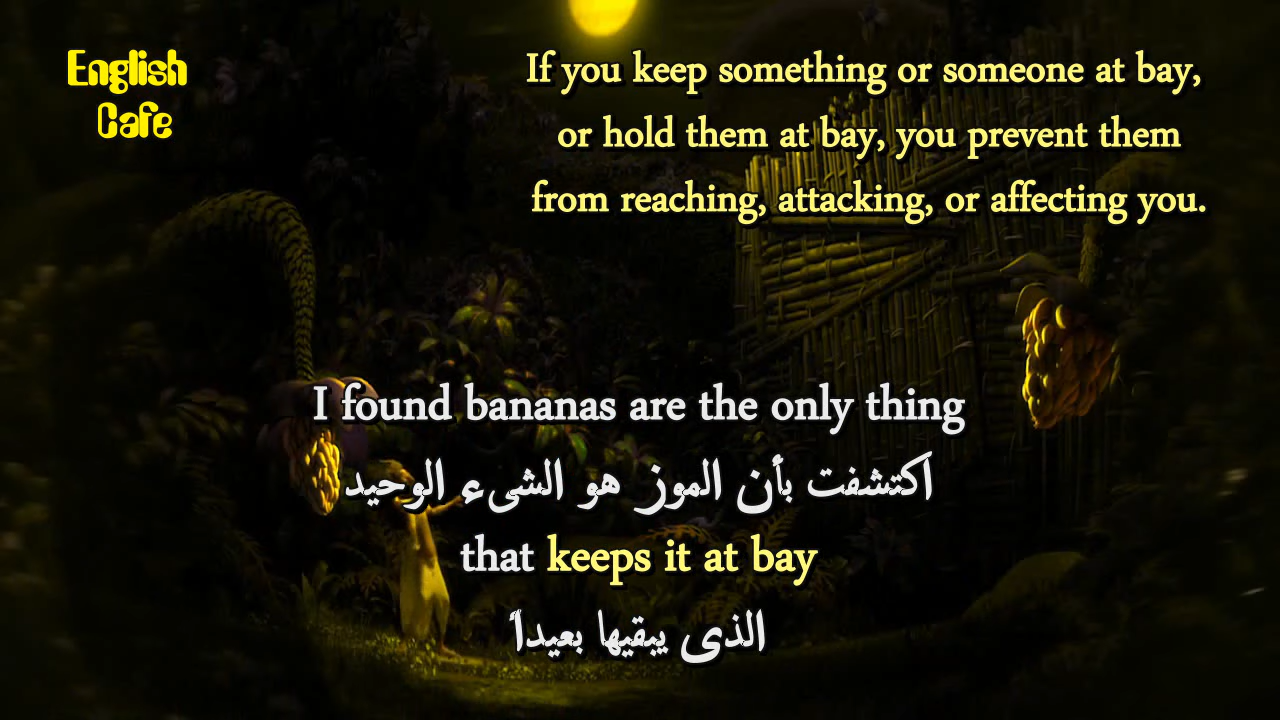 English
Cafe
If you keep something or someone at bay,
or hold them at bay, you prevent them
from reaching, attacking, or affecting you.
I found bananas are the only thing
اكتشفت بأن الموز هو الشىء الوحيد
that keeps it at bay
الذى يبقيها بعيداً